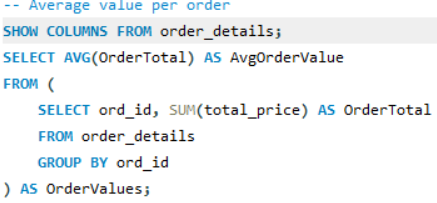 -- Average value per order
SHOW COLUMNS FROM order_details;
SELECT AVG(OrderTotal) AS AvgOrderValue
FROM (
    SELECT ord_id, SUM(total_price) AS OrderTotal
    FROM order_details
    GROUP BY ord_id
) AS OrderValues;